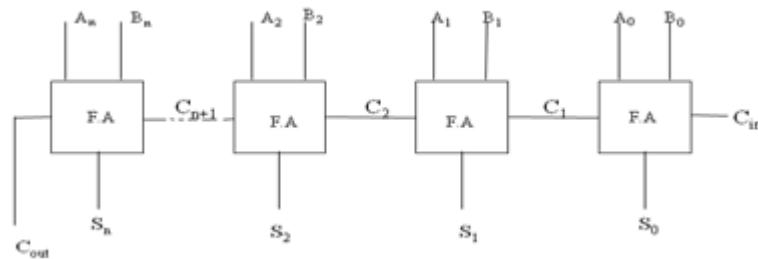 Aₙ Bₙ A₂ B₂ A₁ B₁ A₀ B₀
F.A Cₙ₊₁ F.A C₂ F.A C₁ F.A Cᵢₙ
Sₙ S₂ S₁ S₀
Cₒᵤₜ